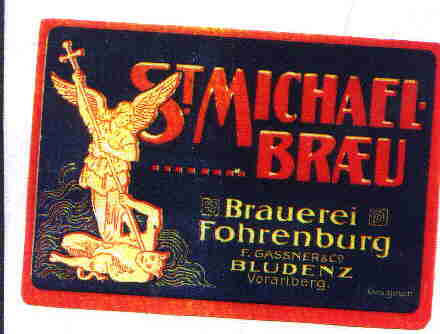 ST. MICHAEL-
BRÆU
Brauerei
Fohrenburg
F. GASSNER & CO
BLUDENZ
Vorarlberg.